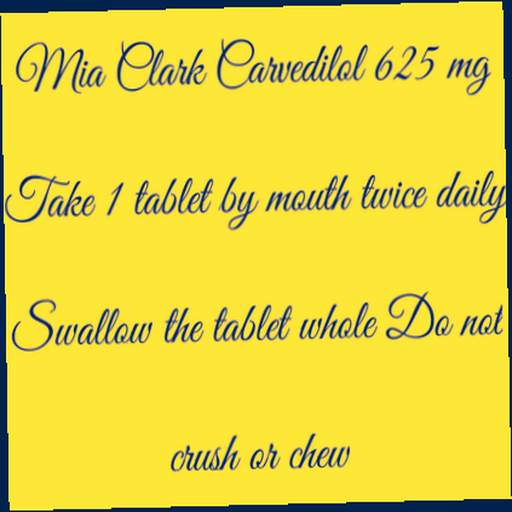 Mia Clark Carvedilol 625 mg
Take 1 tablet by mouth twice daily
Swallow the tablet whole Do not
crush or chew